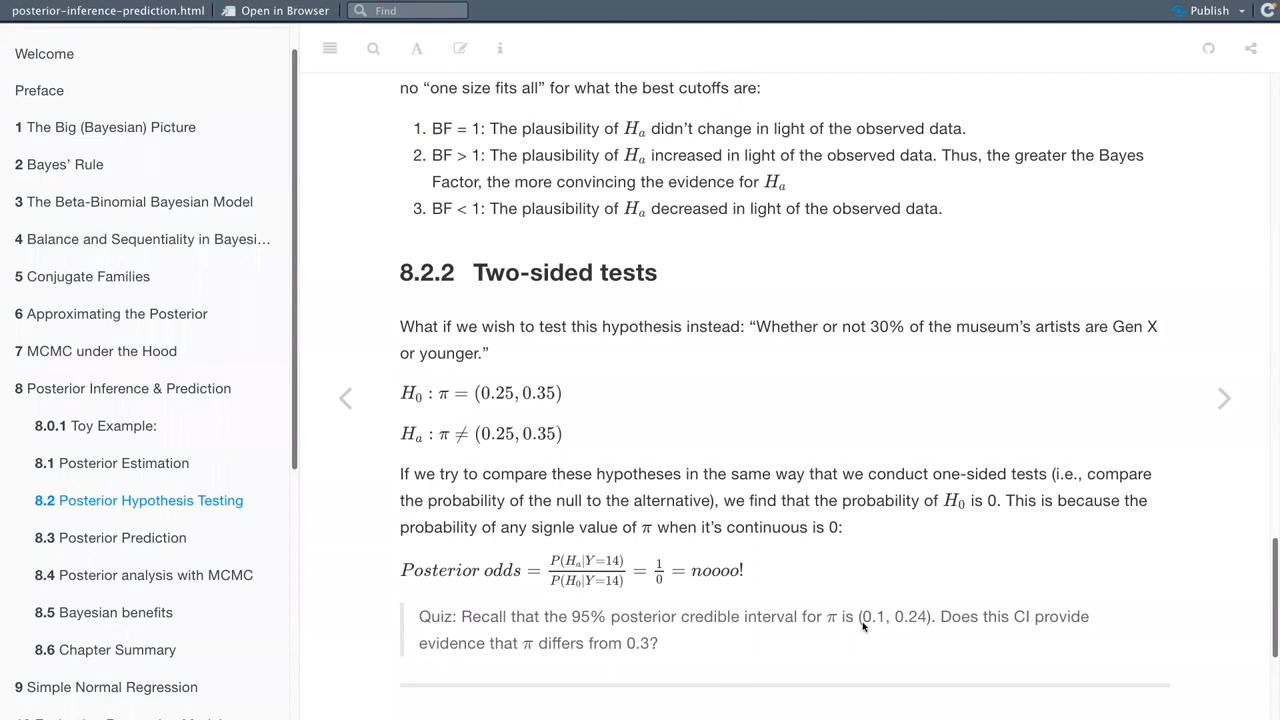 posterior-inference-prediction.html Open in Browser Find Publish
Welcome
Preface
1 The Big (Bayesian) Picture
2 Bayes' Rule
3 The Beta-Binomial Bayesian Model
4 Balance and Sequentiality in Bayesi…
5 Conjugate Families
6 Approximating the Posterior
7 MCMC under the Hood
8 Posterior Inference & Prediction
8.0.1 Toy Example:
8.1 Posterior Estimation
8.2 Posterior Hypothesis Testing
8.3 Posterior Prediction
8.4 Posterior analysis with MCMC
8.5 Bayesian benefits
8.6 Chapter Summary
9 Simple Normal Regression
no “one size fits all” for what the best cutoffs are:
1. BF = 1: The plausibility of Hₐ didn’t change in light of the observed data.
2. BF > 1: The plausibility of Hₐ increased in light of the observed data. Thus, the greater the Bayes
Factor, the more convincing the evidence for Hₐ
3. BF < 1: The plausibility of Hₐ decreased in light of the observed data.
8.2.2 Two-sided tests
What if we wish to test this hypothesis instead: “Whether or not 30% of the museum’s artists are Gen X
or younger.”
H₀ : π = (0.25, 0.35)
Hₐ : π ≠ (0.25, 0.35)
If we try to compare these hypotheses in the same way that we conduct one-sided tests (i.e., compare
the probability of the null to the alternative), we find that the probability of H₀ is 0. This is because the
probability of any signle value of π when it’s continuous is 0:
Posterior odds = P(Hₐ|Y=14)/P(H₀|Y=14) = 1/0 = noooo!
Quiz: Recall that the 95% posterior credible interval for π is (0.1, 0.24). Does this CI provide
evidence that π differs from 0.3?